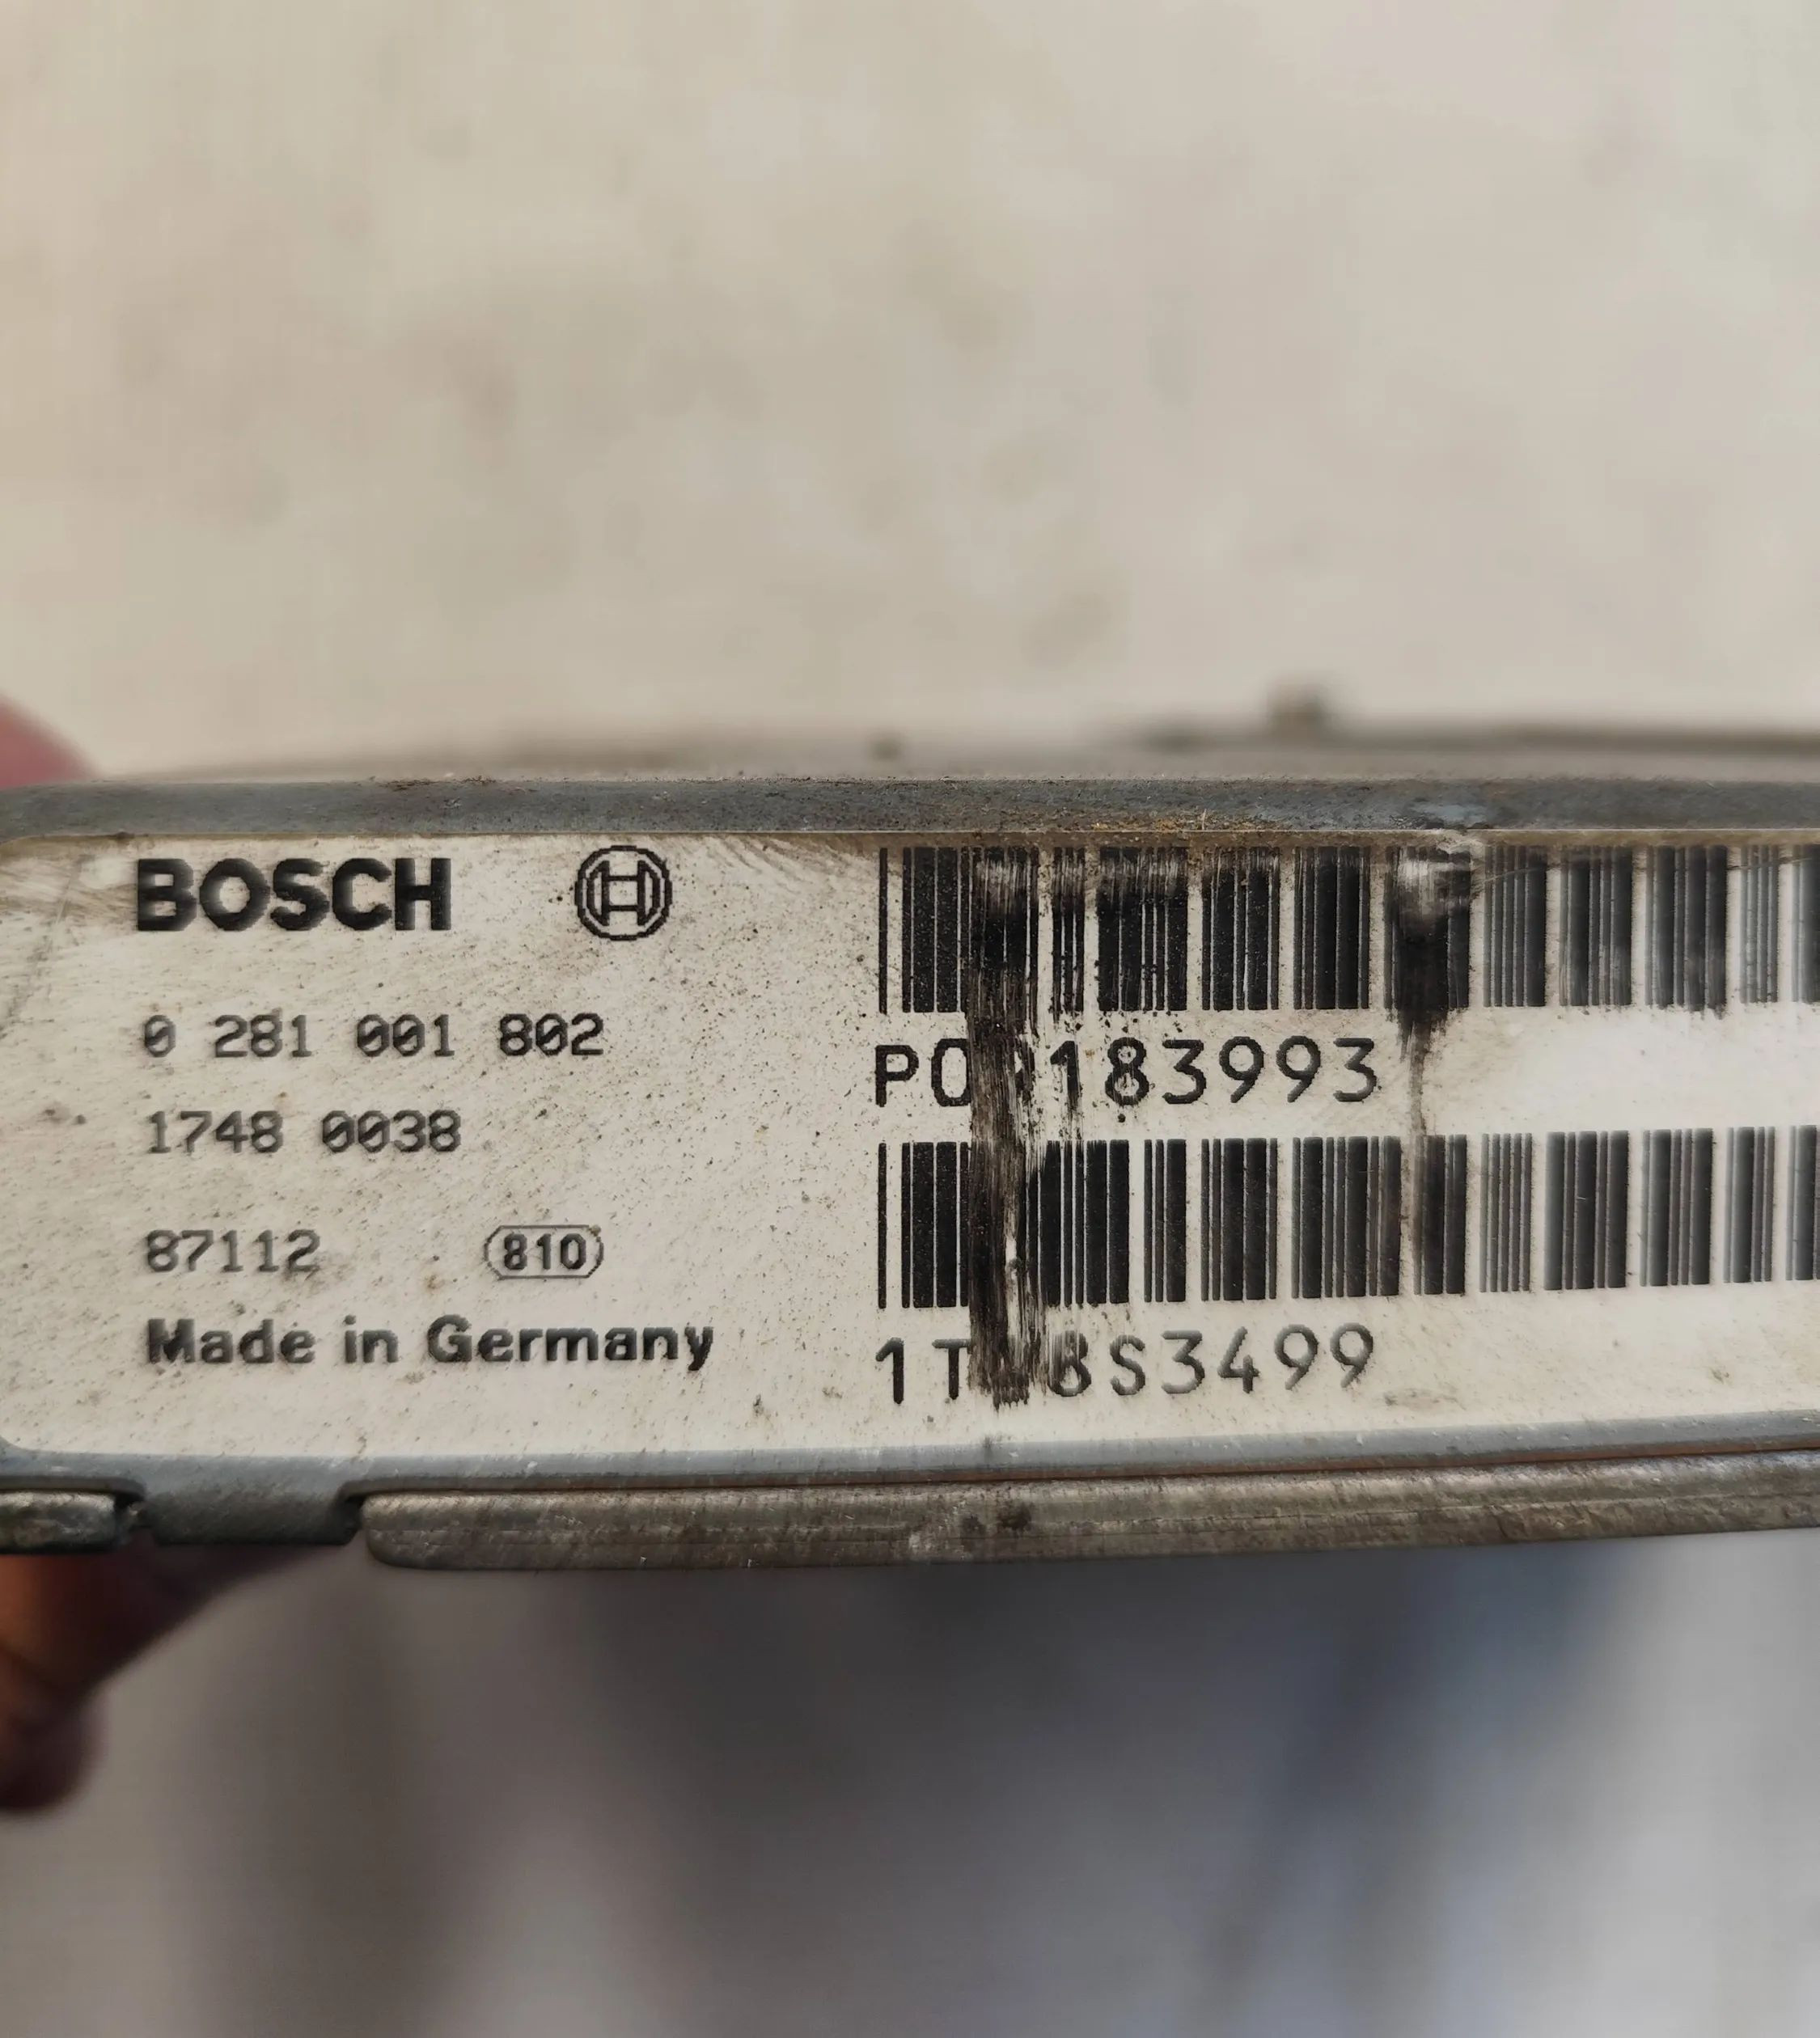 BOSCH
0 281 001 802
1748 0038
87112 810
Made in Germany